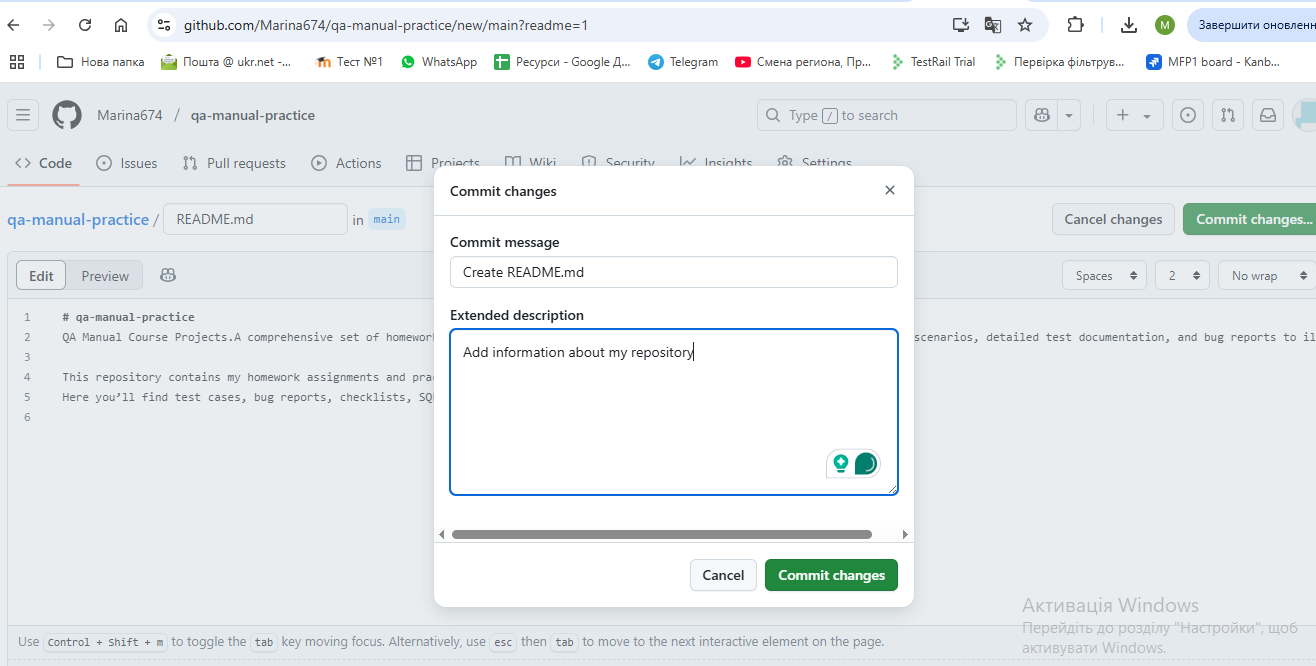 github.com/Marina674/qa-manual-practice/new/main?readme=1
M
Завершити оновленн
Нова папка
Пошта @ ukr.net -...
Тест №1
WhatsApp
Ресурси - Google Д...
Telegram
Смена региона, Пр...
TestRail Trial
Первірка фільтрув...
MFP1 board - Kanb...
Marina674 / qa-manual-practice
Type / to search
Code
Issues
Pull requests
Actions
Projects
Wiki
Security
Insights
Settings
qa-manual-practice / README.md in main
Cancel changes
Commit changes...
Edit
Preview
Spaces
2
No wrap
1 # qa-manual-practice
2 QA Manual Course Projects.A comprehensive set of homework
scenarios, detailed test documentation, and bug reports to il
3
4 This repository contains my homework assignments and pra
5 Here you’ll find test cases, bug reports, checklists, SQ
6
Commit changes
Commit message
Create README.md
Extended description
Add information about my repository
Cancel
Commit changes
Use Control + Shift + m to toggle the tab key moving focus. Alternatively, use esc then tab to move to the next interactive element on the page.
Активація Windows
Перейдіть до розділу "Настройки", щоб
активувати Windows.